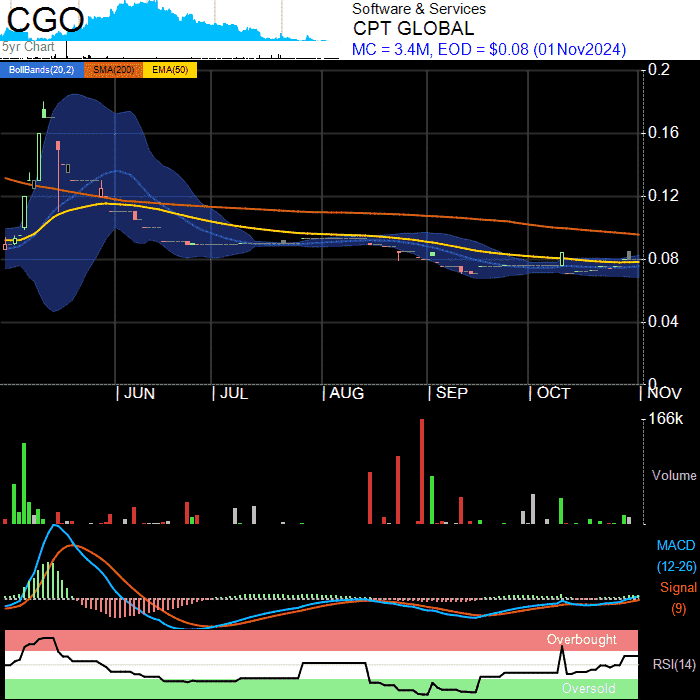 CGO
5yr Chart
Software & Services
CPT GLOBAL
MC = 3.4M, EOD = $0.08 (01Nov2024)
BollBands(20,2) SMA(200) EMA(50)
0.2
0.16
0.12
0.08
0.04
0
JUN JUL AUG SEP OCT NOV
166k
Volume
MACD
(12-26)
Signal
(9)
Overbought
RSI(14)
Oversold